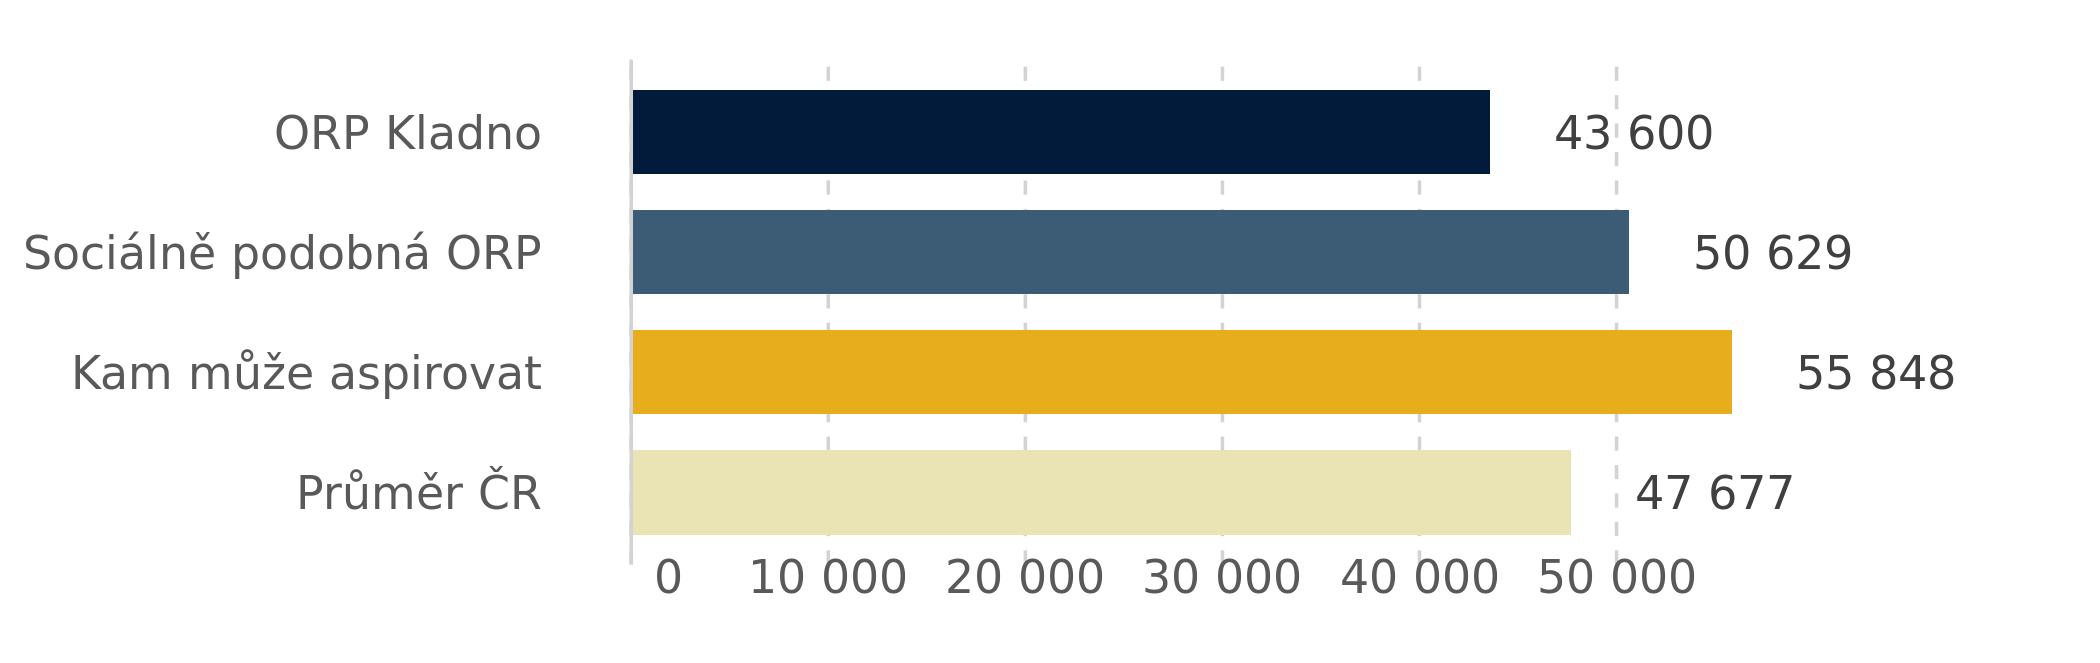 ORP Kladno 43 600
Sociálně podobná ORP 50 629
Kam může aspirovat 55 848
Průměr ČR 47 677
0 10 000 20 000 30 000 40 000 50 000